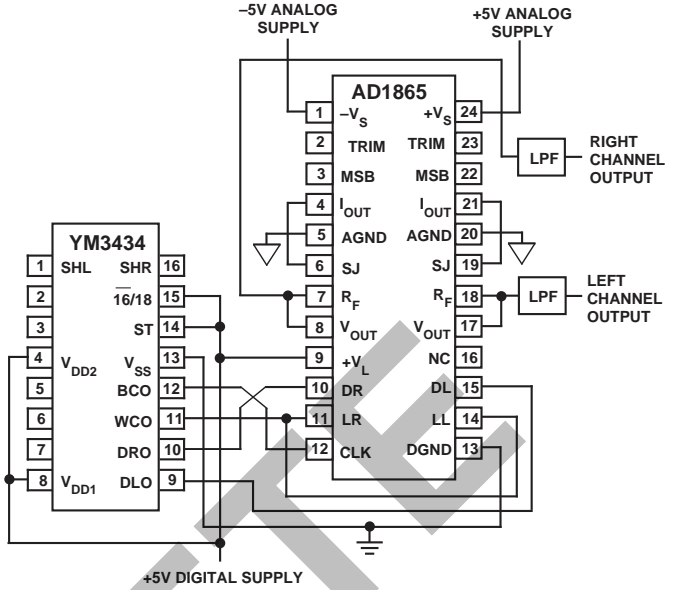 –5V ANALOG
SUPPLY
+5V ANALOG
SUPPLY
AD1865
1 –VS +VS 24
2 TRIM TRIM 23
3 MSB MSB 22
4 IOUT IOUT 21
5 AGND AGND 20
6 SJ SJ 19
7 RF RF 18
8 VOUT VOUT 17
9 +VL NC 16
10 DR DL 15
11 LR LL 14
12 CLK DGND 13
LPF
RIGHT
CHANNEL
OUTPUT
LPF
LEFT
CHANNEL
OUTPUT
YM3434
1 SHL SHR 16
2 16/18 15
3 ST 14
4 VDD2 VSS 13
5 BCO 12
6 WCO 11
7 DRO 10
8 VDD1 DLO 9
+5V DIGITAL SUPPLY